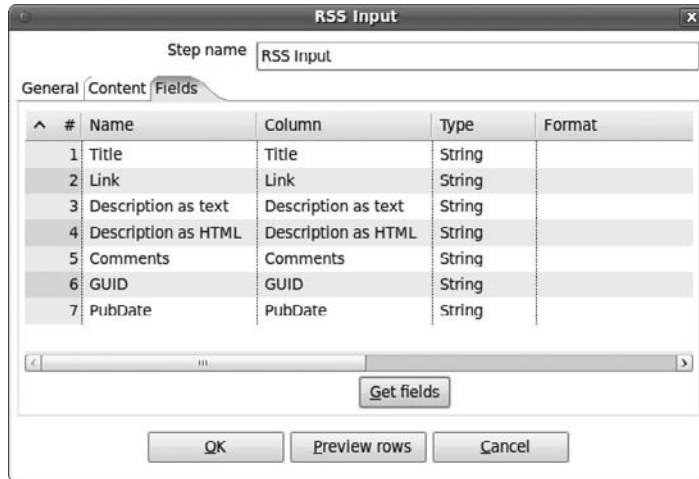 RSS Input
x
Step name RSS Input
General Content Fields
^ # Name Column Type Format
1 Title Title String
2 Link Link String
3 Description as text Description as text String
4 Description as HTML Description as HTML String
5 Comments Comments String
6 GUID GUID String
7 PubDate PubDate String
Get fields
OK Preview rows Cancel